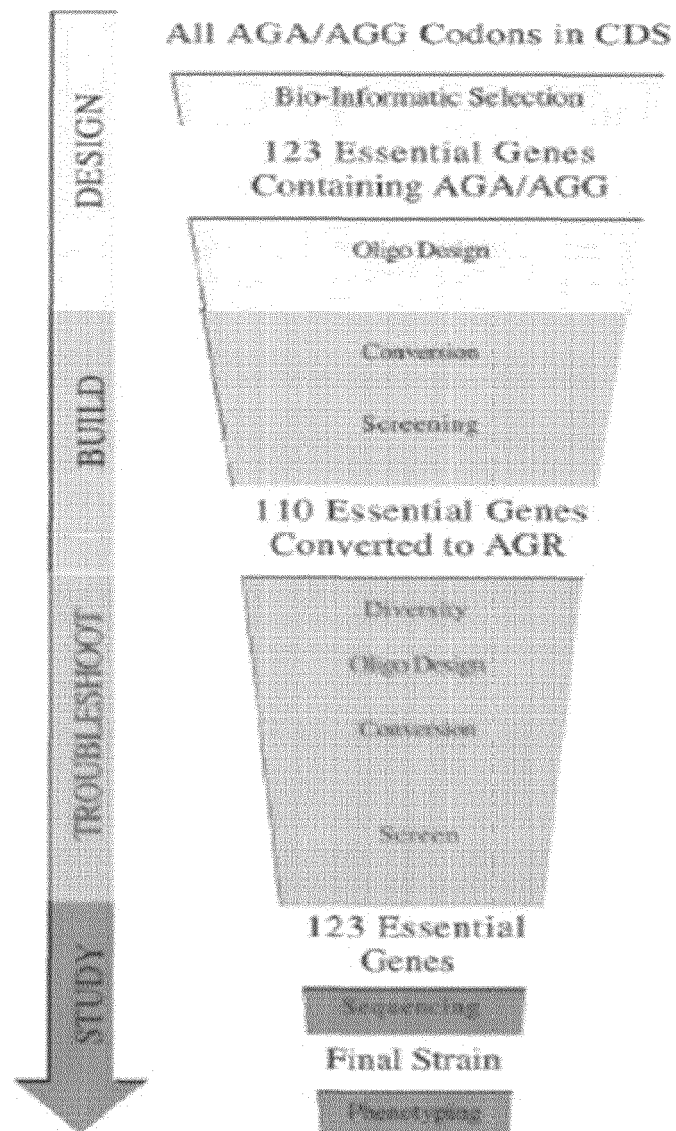 All AGA/AGG Codons in CDS
Bio-Informatic Selection
123 Essential Genes
Containing AGA/AGG
Oligo Design
Conversion
Screening
110 Essential Genes
Converted to AGR
Diversity
Oligo Design
Conversion
Screen
123 Essential
Genes
Sequencing
Final Strain
Phenotyping
DESIGN
BUILD
TROUBLESHOOT
STUDY